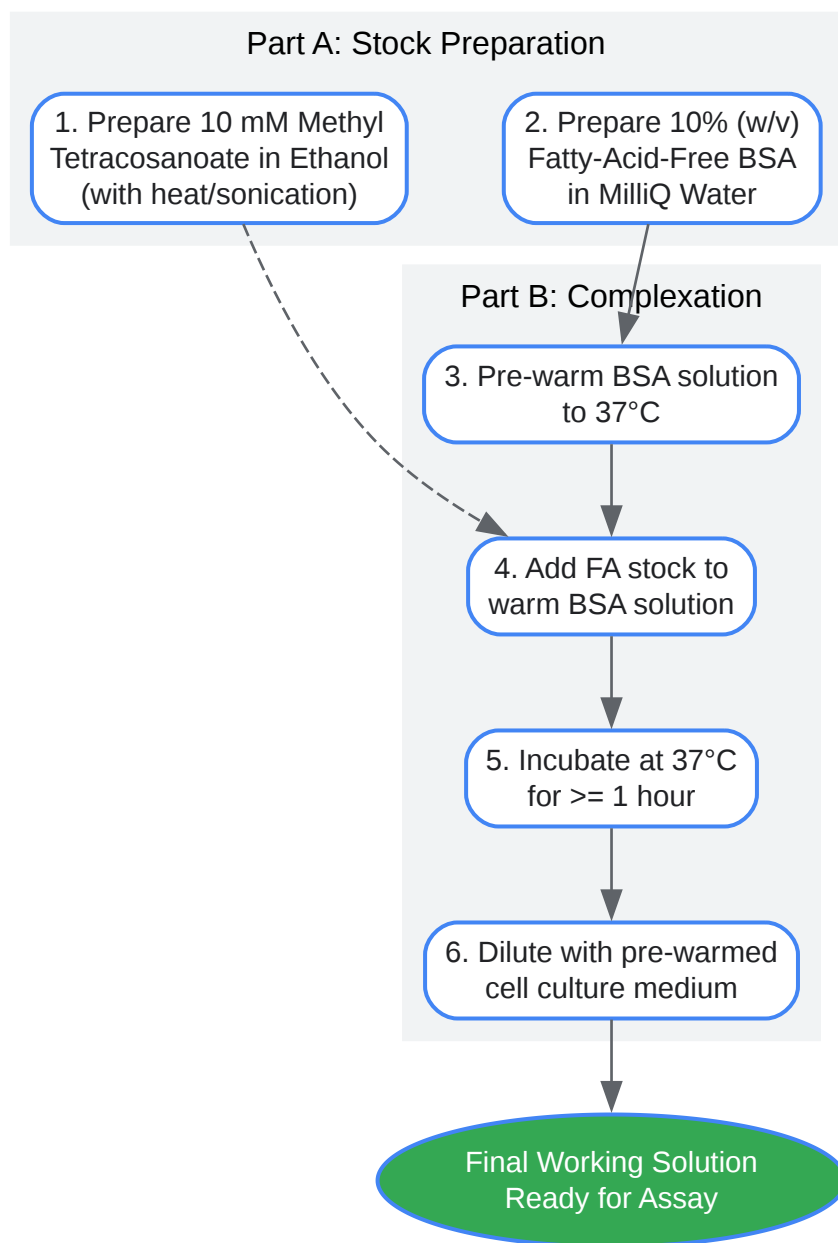 Part A: Stock Preparation
1. Prepare 10 mM Methyl
Tetracosanoate in Ethanol
(with heat/sonication)
2. Prepare 10% (w/v)
Fatty-Acid-Free BSA
in MilliQ Water
Part B: Complexation
3. Pre-warm BSA solution
to 37°C
4. Add FA stock to
warm BSA solution
5. Incubate at 37°C
for >= 1 hour
6. Dilute with pre-warmed
cell culture medium
Final Working Solution
Ready for Assay